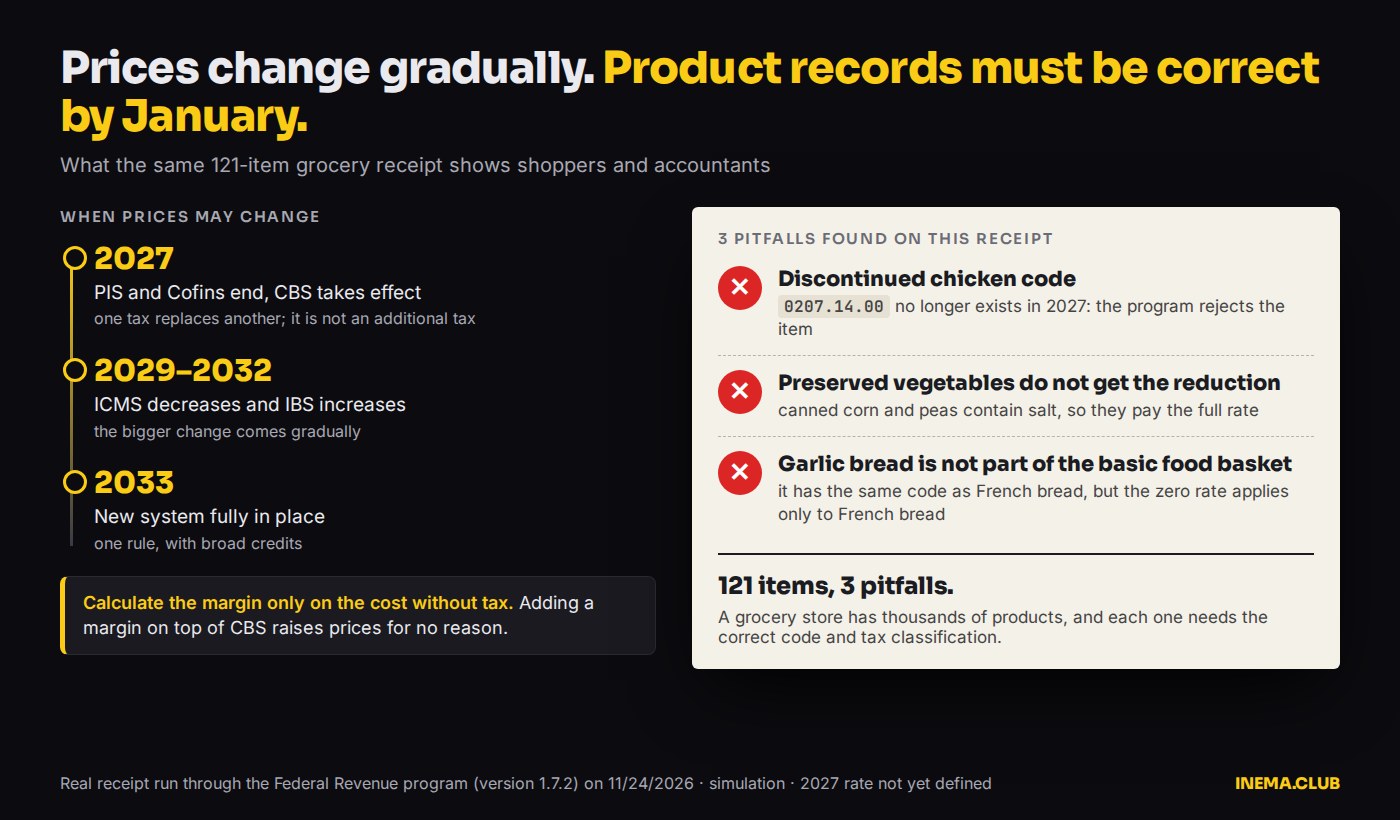 Prices change gradually. Product records must be correct
by January.
What the same 121-item grocery receipt shows shoppers and accountants
WHEN PRICES MAY CHANGE
2027
PIS and Cofins end, CBS takes effect
one tax replaces another; it is not an additional tax
2029–2032
ICMS decreases and IBS increases
the bigger change comes gradually
2033
New system fully in place
one rule, with broad credits
Calculate the margin only on the cost without tax. Adding a
margin on top of CBS raises prices for no reason.
3 PITFALLS FOUND ON THIS RECEIPT
Discontinued chicken code
0207.14.00 no longer exists in 2027: the program rejects the
item
Preserved vegetables do not get the reduction
canned corn and peas contain salt, so they pay the full rate
Garlic bread is not part of the basic food basket
it has the same code as French bread, but the zero rate applies
only to French bread
121 items, 3 pitfalls.
A grocery store has thousands of products, and each one needs the
correct code and tax classification.
Real receipt run through the Federal Revenue program (version 1.7.2) on 11/24/2026 · simulation · 2027 rate not yet defined
INEMA.CLUB